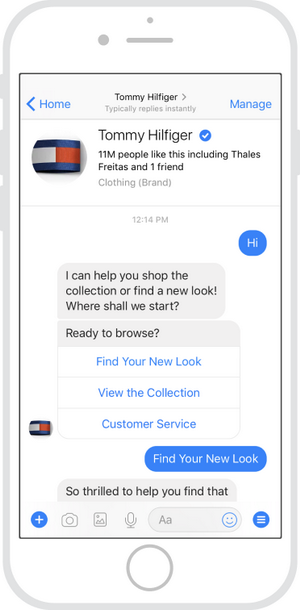 Home
Tommy Hilfiger >
Typically replies instantly
Manage
Tommy Hilfiger
11M people like this including Thales
Freitas and 1 friend
Clothing (Brand)
12:14 PM
Hi
I can help you shop the
collection or find a new look!
Where shall we start?
Ready to browse?
Find Your New Look
View the Collection
Customer Service
Find Your New Look
So thrilled to help you find that
Aa